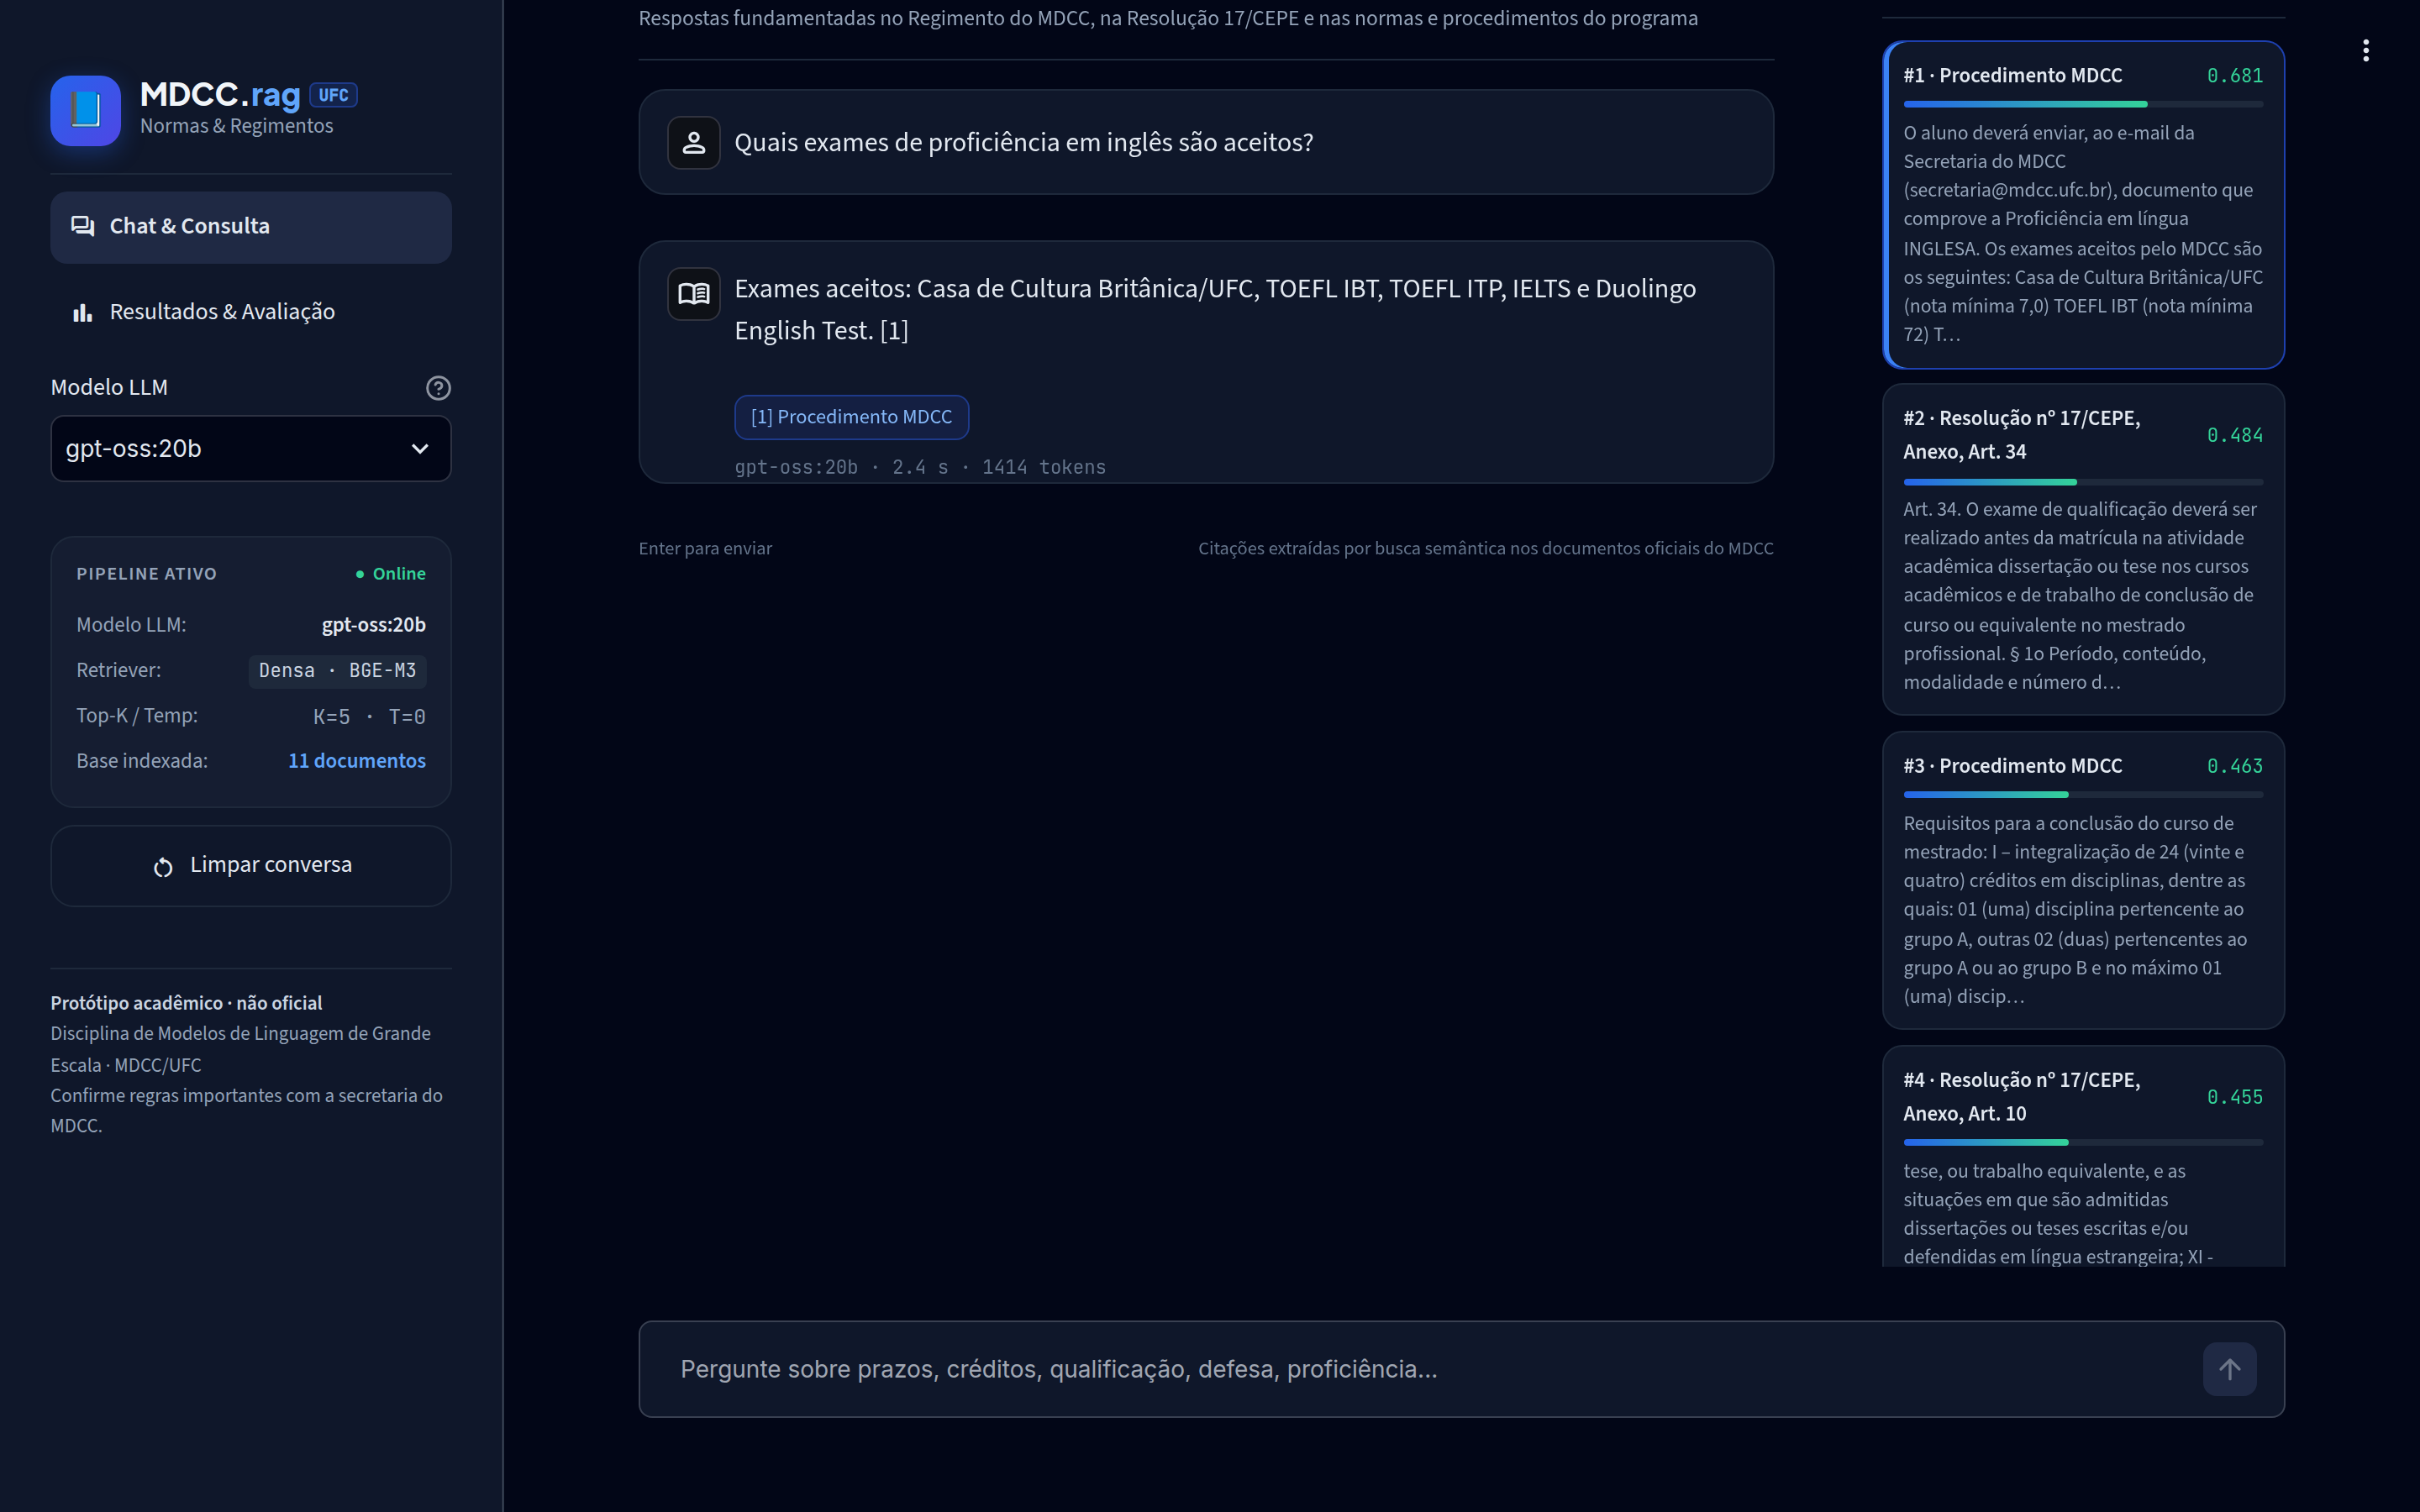 MDCC.rag UFC
Normas & Regimentos
Chat & Consulta
Resultados & Avaliação
Modelo LLM
gpt-oss:20b
PIPELINE ATIVO
Online
Modelo LLM:
gpt-oss:20b
Retriever:
Densa · BGE-M3
Top-K / Temp:
K=5 · T=0
Base indexada:
11 documentos
Limpar conversa
Protótipo acadêmico · não oficial
Disciplina de Modelos de Linguagem de Grande
Escala · MDCC/UFC
Confirme regras importantes com a secretaria do
MDCC.
Respostas fundamentadas no Regimento do MDCC, na Resolução 17/CEPE e nas normas e procedimentos do programa
Quais exames de proficiência em inglês são aceitos?
Exames aceitos: Casa de Cultura Britânica/UFC, TOEFL IBT, TOEFL ITP, IELTS e Duolingo
English Test. [1]
[1] Procedimento MDCC
gpt-oss:20b · 2.4 s · 1414 tokens
Enter para enviar
Citações extraídas por busca semântica nos documentos oficiais do MDCC
#1 · Procedimento MDCC
0.681
O aluno deverá enviar, ao e-mail da
Secretaria do MDCC
(secretaria@mdcc.ufc.br), documento que
comprove a Proficiência em língua
INGLESA. Os exames aceitos pelo MDCC são
os seguintes: Casa de Cultura Britânica/UFC
(nota mínima 7,0) TOEFL IBT (nota mínima
72) T…
#2 · Resolução nº 17/CEPE,
Anexo, Art. 34
0.484
Art. 34. O exame de qualificação deverá ser
realizado antes da matrícula na atividade
acadêmica dissertação ou tese nos cursos
acadêmicos e de trabalho de conclusão de
curso ou equivalente no mestrado
profissional. § 1o Período, conteúdo,
modalidade e número d…
#3 · Procedimento MDCC
0.463
Requisitos para a conclusão do curso de
mestrado: I – integralização de 24 (vinte e
quatro) créditos em disciplinas, dentre as
quais: 01 (uma) disciplina pertencente ao
grupo A, outras 02 (duas) pertencentes ao
grupo A ou ao grupo B e no máximo 01
(uma) discip…
#4 · Resolução nº 17/CEPE,
Anexo, Art. 10
0.455
tese, ou trabalho equivalente, e as
situações em que são admitidas
dissertações ou teses escritas e/ou
defendidas em língua estrangeira; XI -
Pergunte sobre prazos, créditos, qualificação, defesa, proficiência...